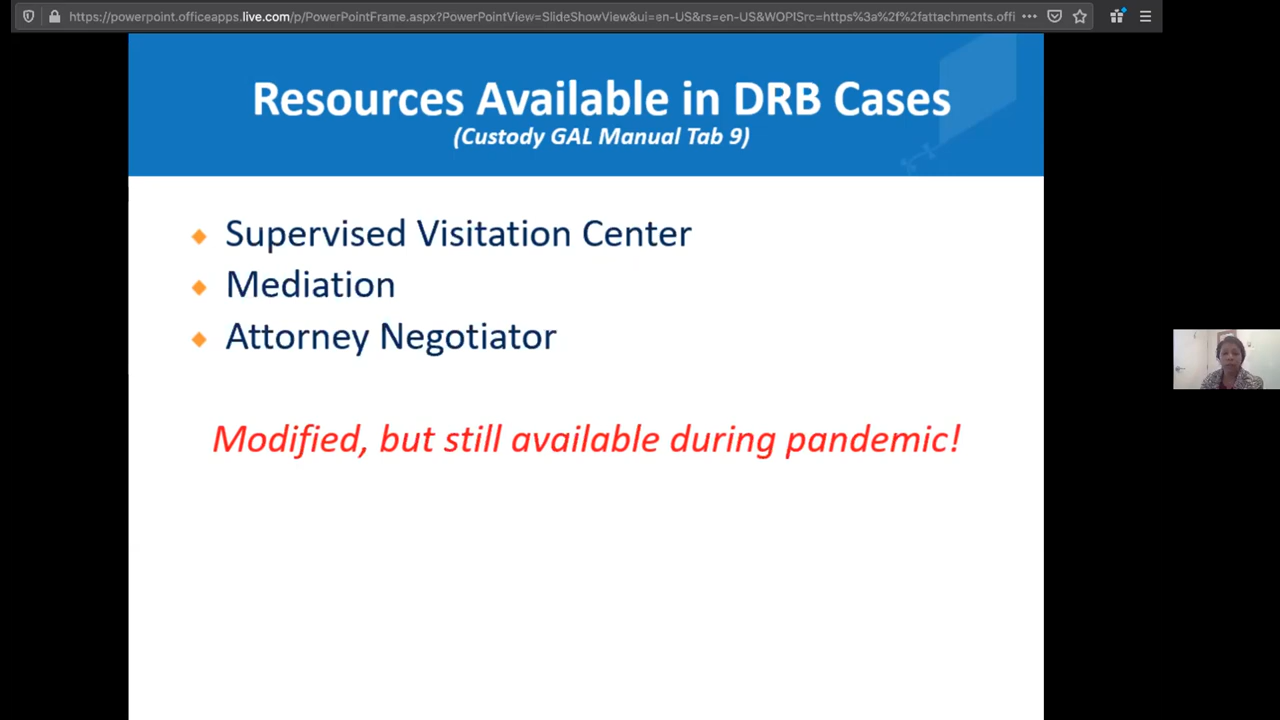 https://powerpoint.officeapps.live.com/p/PowerPointFrame.aspx?PowerPointView=SlideShowView&ui=en-US&rs=en-US&WOPISrc=https%3a%2f%2fattachments.offi
Resources Available in DRB Cases
(Custody GAL Manual Tab 9)
Supervised Visitation Center
Mediation
Attorney Negotiator
Modified, but still available during pandemic!